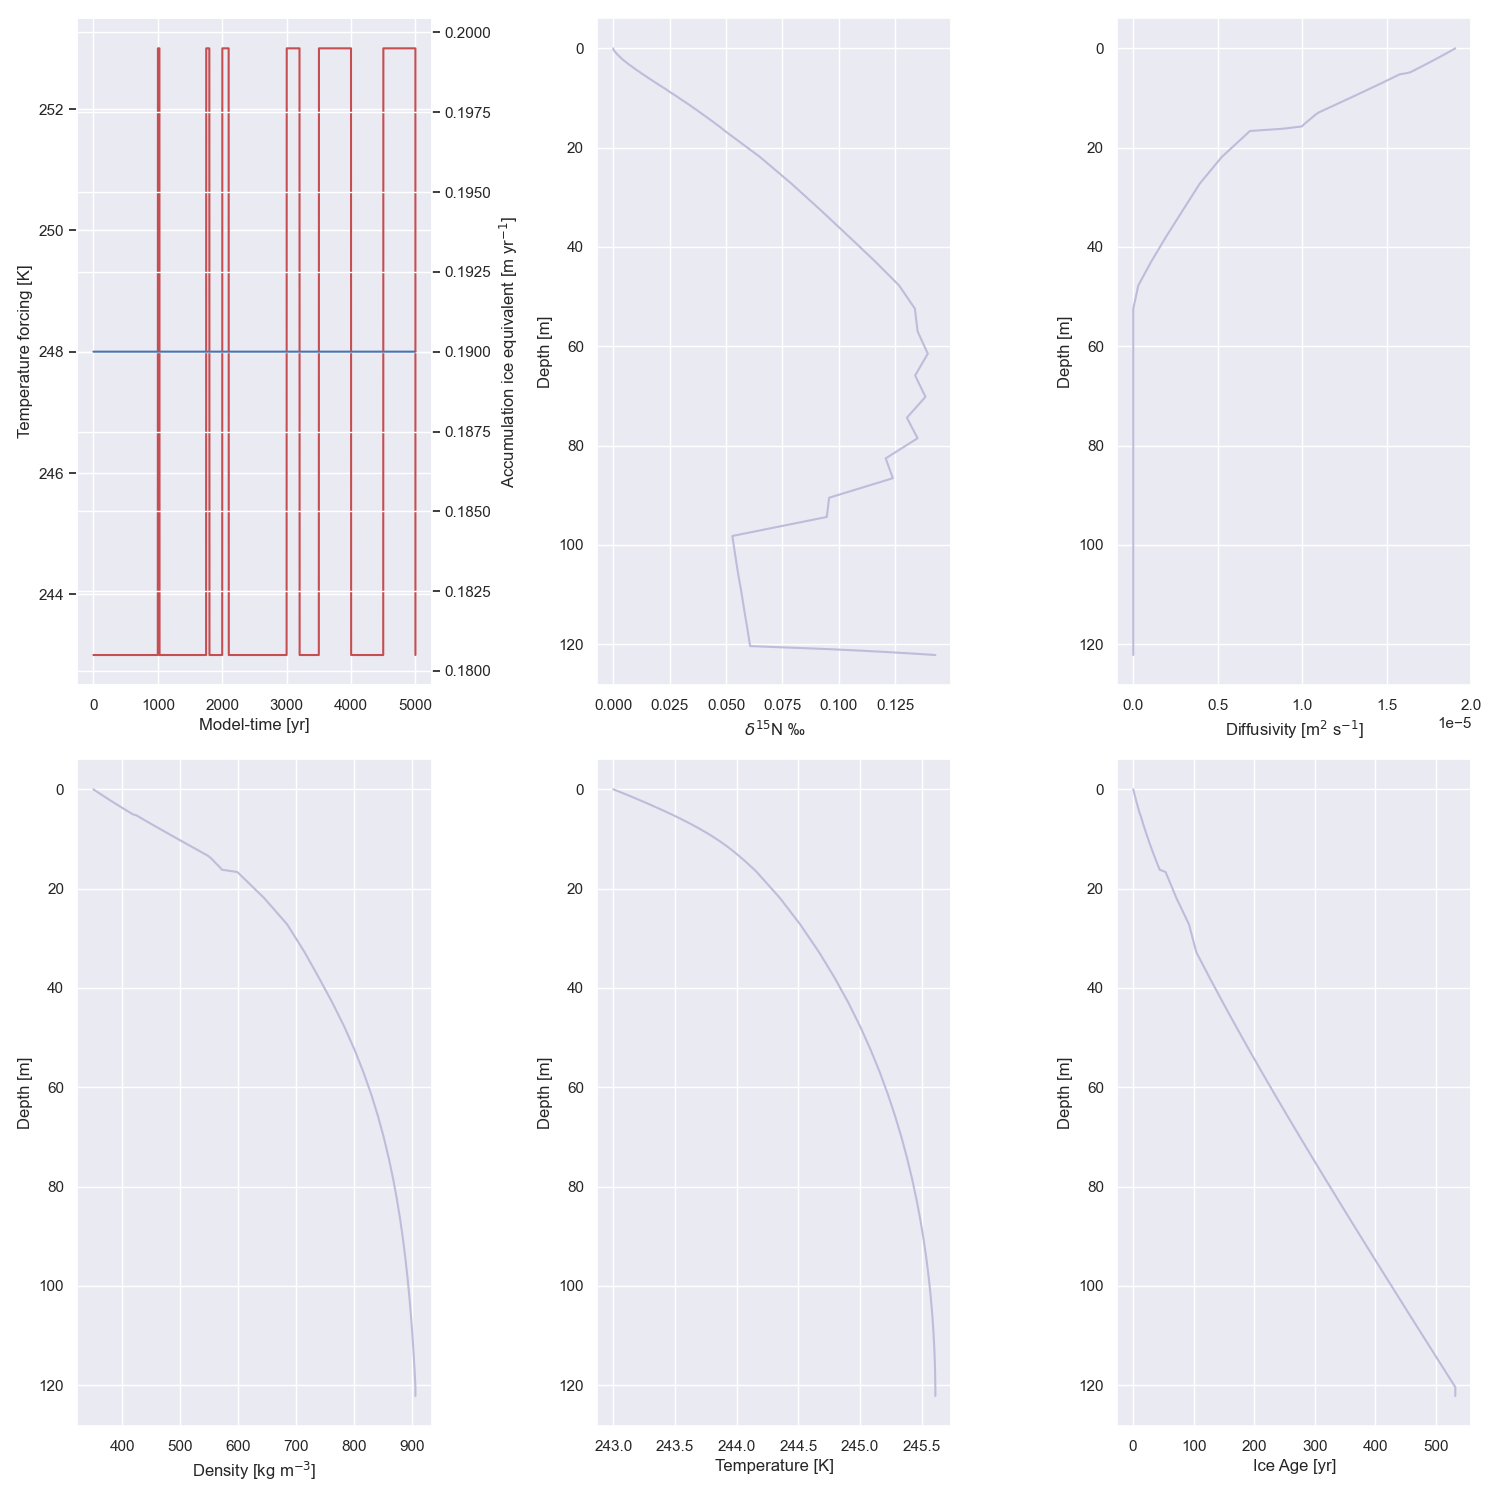 Temperature forcing [K]
252
250
248
246
244
0.2000
0.1975
0.1950
0.1925
0.1900
0.1875
0.1850
0.1825
0.1800
Accumulation ice equivalent [m yr⁻¹]
0 1000 2000 3000 4000 5000
Model-time [yr]
Depth [m]
0
20
40
60
80
100
120
0.000 0.025 0.050 0.075 0.100 0.125
δ¹⁵N ‰
Depth [m]
0
20
40
60
80
100
120
0.0 0.5 1.0 1.5 2.0
1e−5
Diffusivity [m² s⁻¹]
Depth [m]
0
20
40
60
80
100
120
400 500 600 700 800 900
Density [kg m⁻³]
Depth [m]
0
20
40
60
80
100
120
243.0 243.5 244.0 244.5 245.0 245.5
Temperature [K]
Depth [m]
0
20
40
60
80
100
120
0 100 200 300 400 500
Ice Age [yr]